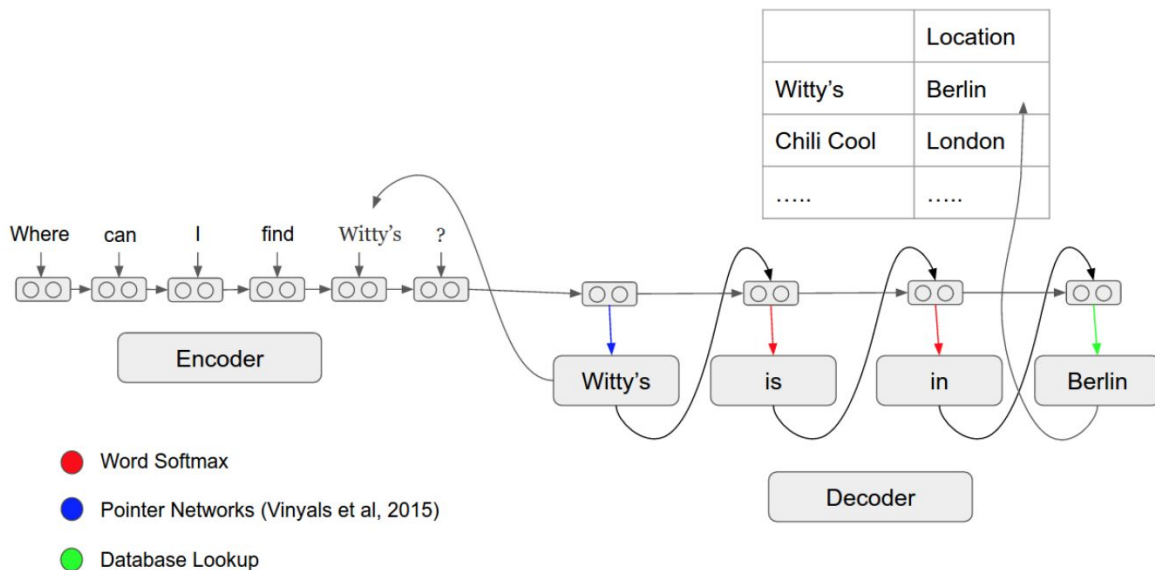 Location
Witty’s Berlin
Chili Cool London
….. …..
Where can I find Witty’s ?
Encoder
Witty’s is in Berlin
Decoder
Word Softmax
Pointer Networks (Vinyals et al, 2015)
Database Lookup